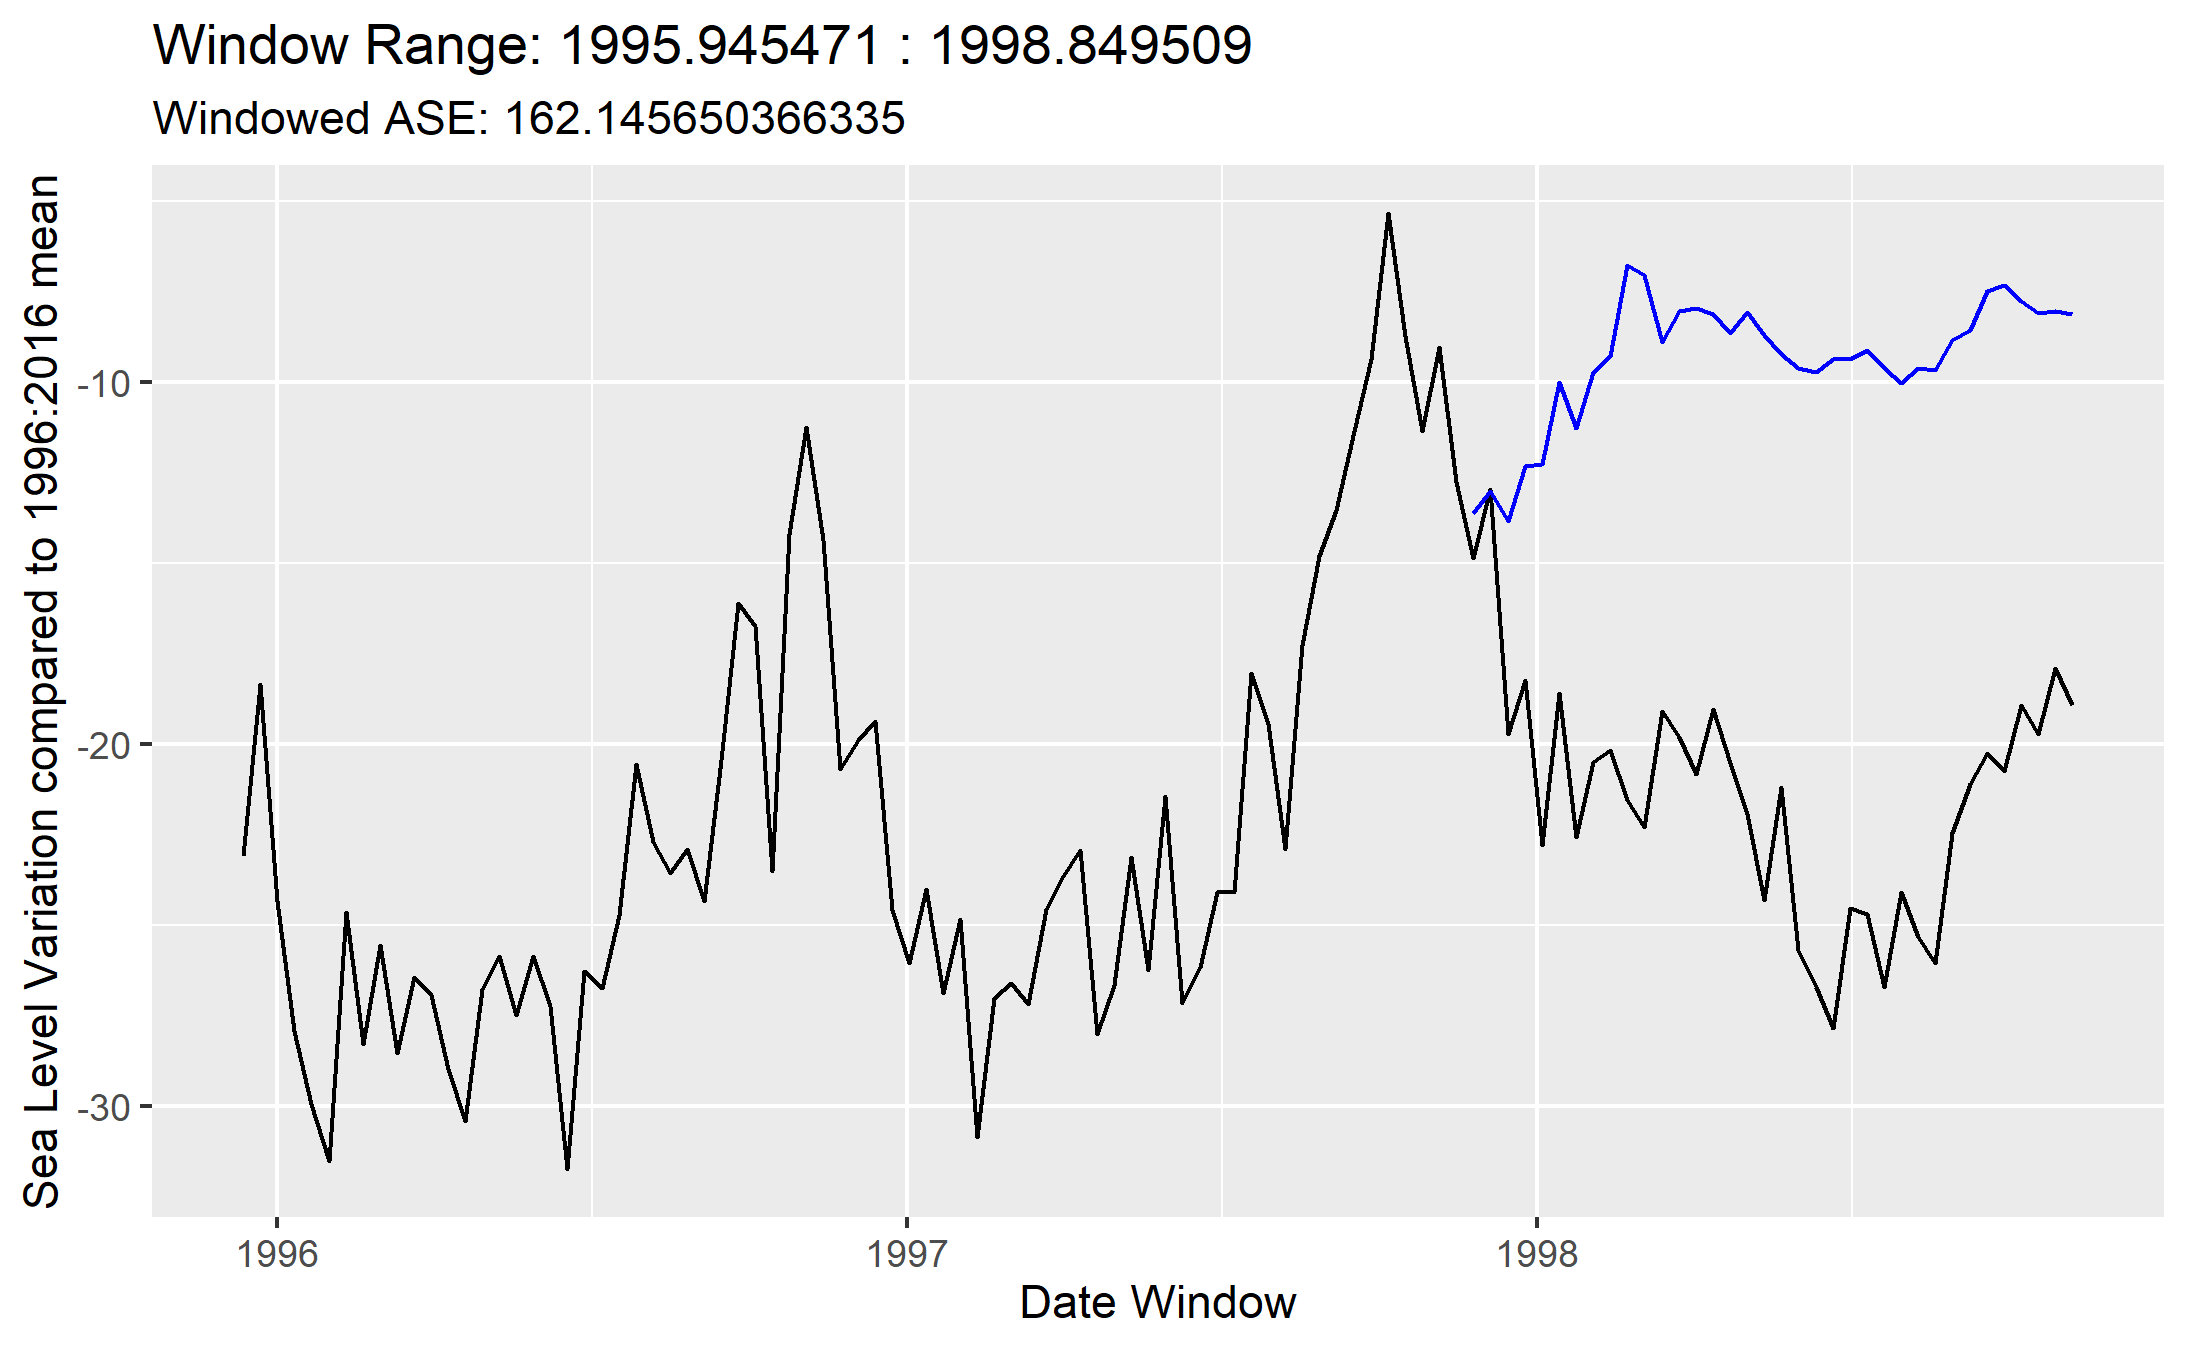 Window Range: 1995.945471 : 1998.849509
Windowed ASE: 162.145650366335
Sea Level Variation compared to 1996:2016 mean
-10
-20
-30
1996
1997
1998
Date Window